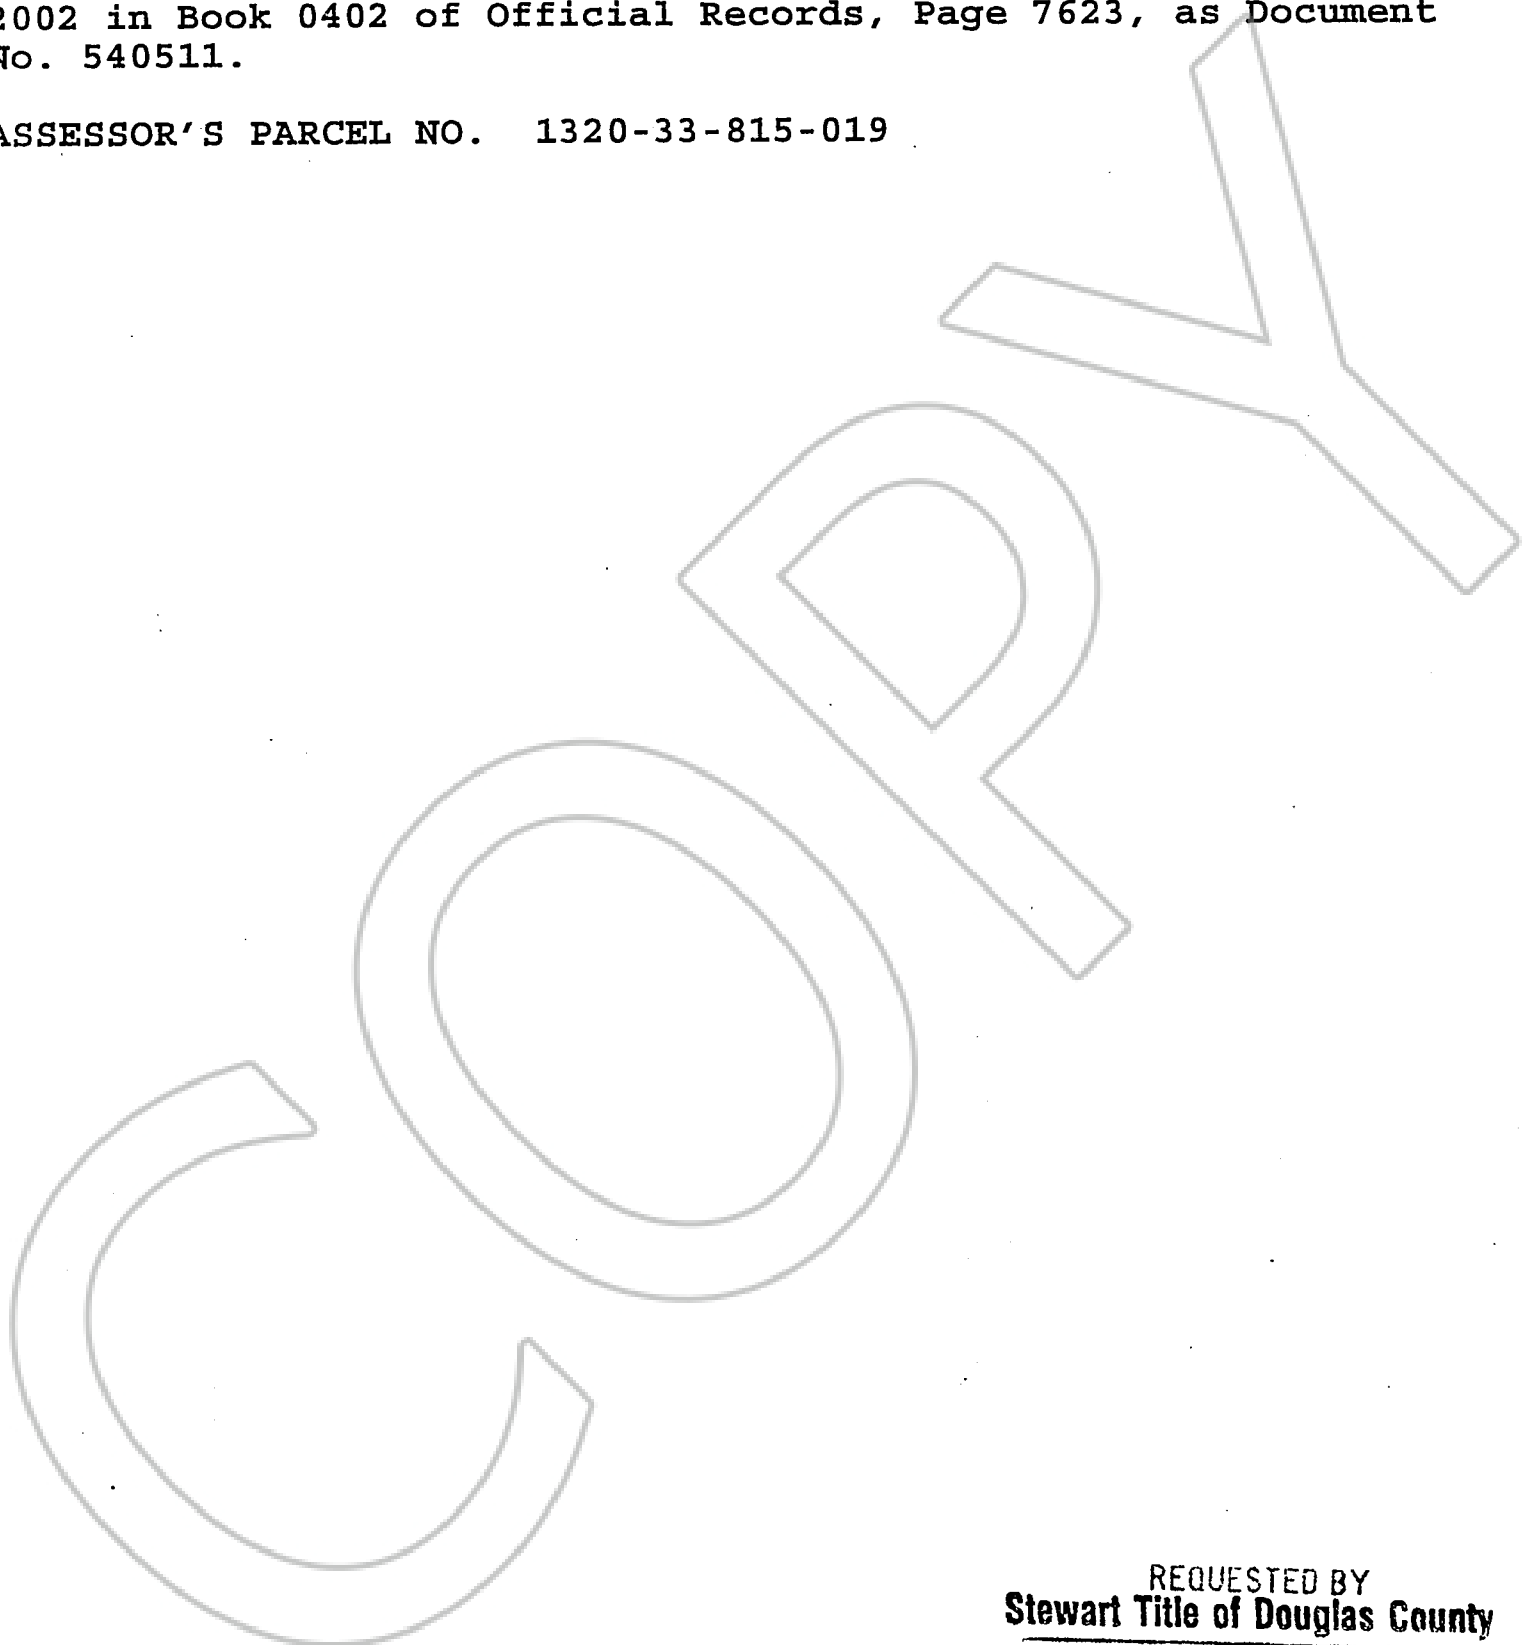 2002 in Book 0402 of Official Records, Page 7623, as Document
No. 540511.
ASSESSOR'S PARCEL NO. 1320-33-815-019
COPY
REQUESTED BY
Stewart Title of Douglas County